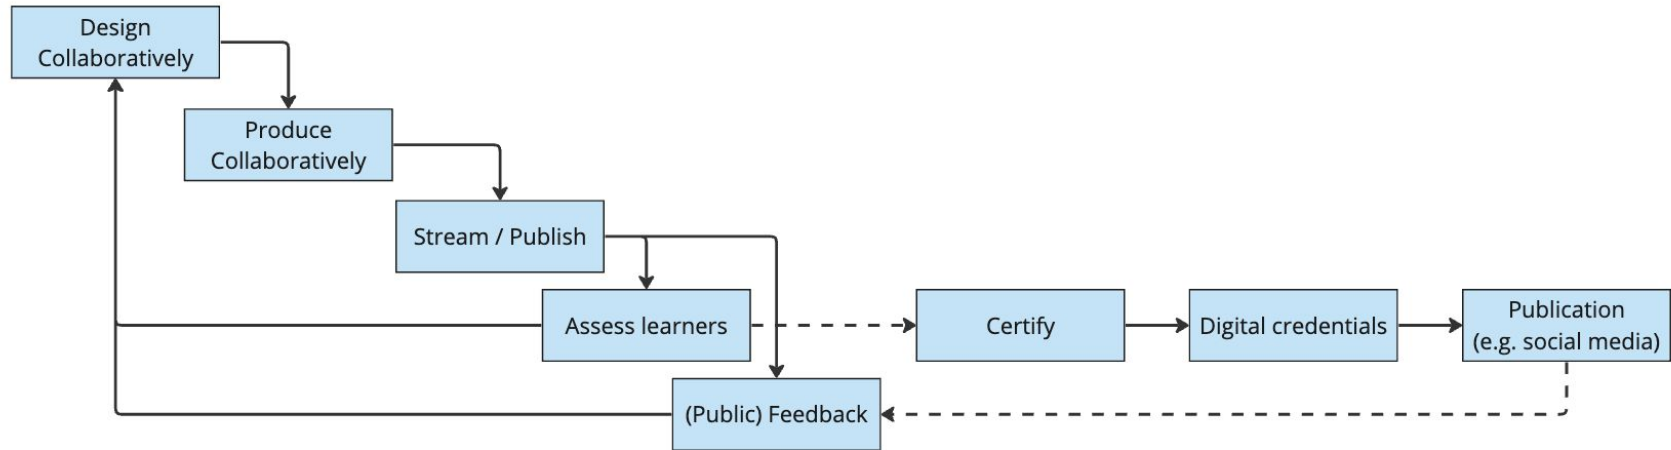 Design
Collaboratively
Produce
Collaboratively
Stream / Publish
Assess learners
Certify
Digital credentials
Publication
(e.g. social media)
(Public) Feedback